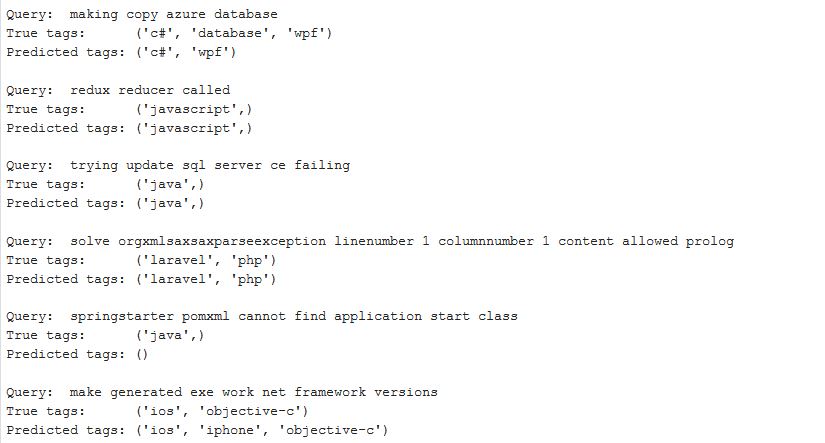 Query:  making copy azure database
True tags:      ('c#', 'database', 'wpf')
Predicted tags: ('c#', 'wpf')
Query:  redux reducer called
True tags:      ('javascript',)
Predicted tags: ('javascript',)
Query:  trying update sql server ce failing
True tags:      ('java',)
Predicted tags: ('java',)
Query:  solve orgxmlsaxsaxparseexception linenumber 1 columnnumber 1 content allowed prolog
True tags:      ('laravel', 'php')
Predicted tags: ('laravel', 'php')
Query:  springstarter pomxml cannot find application start class
True tags:      ('java',)
Predicted tags: ()
Query:  make generated exe work net framework versions
True tags:      ('ios', 'objective-c')
Predicted tags: ('ios', 'iphone', 'objective-c')